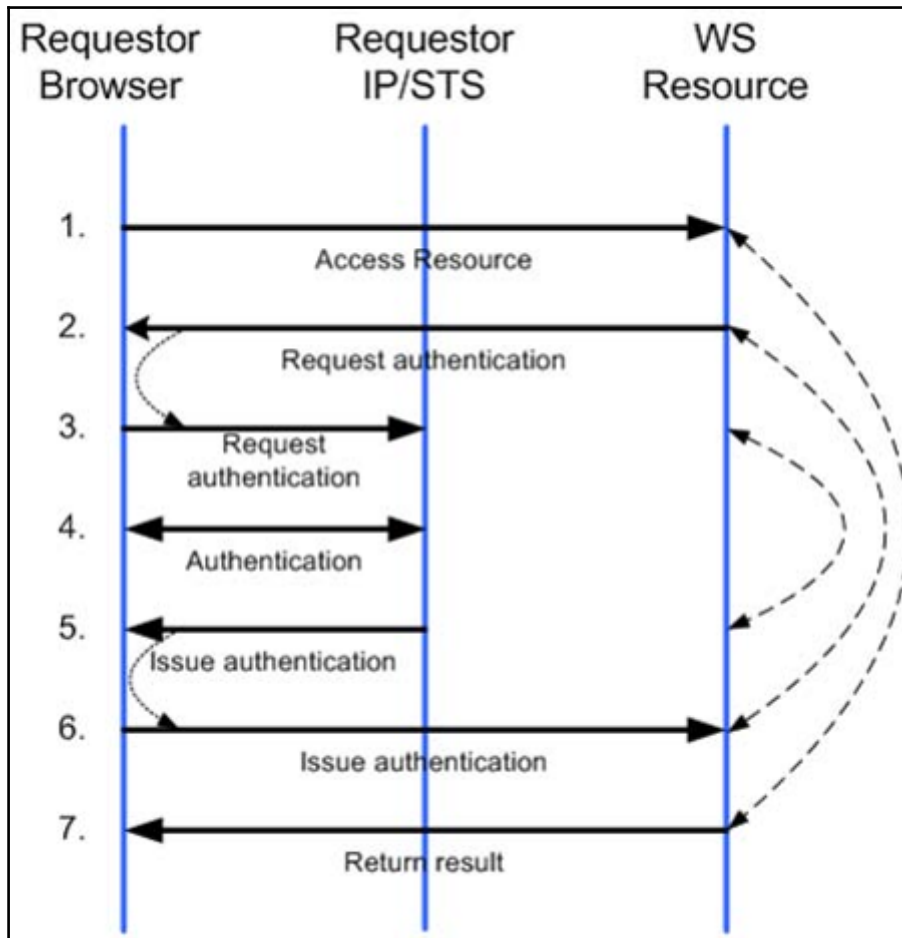 Requestor
Browser
Requestor
IP/STS
WS
Resource
1.
Access Resource
2.
Request authentication
3.
Request
authentication
4.
Authentication
5.
Issue authentication
6.
Issue authentication
7.
Return result